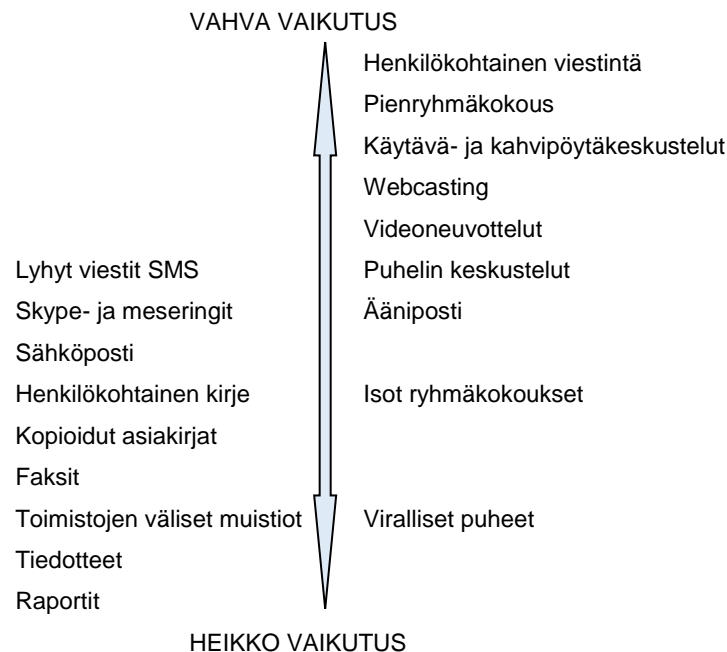 VAHVA VAIKUTUS
Henkilökohtainen viestintä
Pienryhmäkokous
Käytävä- ja kahvipöytäkeskustelut
Webcasting
Videoneuvottelut
Lyhyt viestit SMS
Puhelin keskustelut
Skype- ja meseringit
Ääniposti
Sähköposti
Henkilökohtainen kirje
Isot ryhmäkokoukset
Kopioidut asiakirjat
Faksit
Toimistojen väliset muistiot
Viralliset puheet
Tiedotteet
Raportit
HEIKKO VAIKUTUS